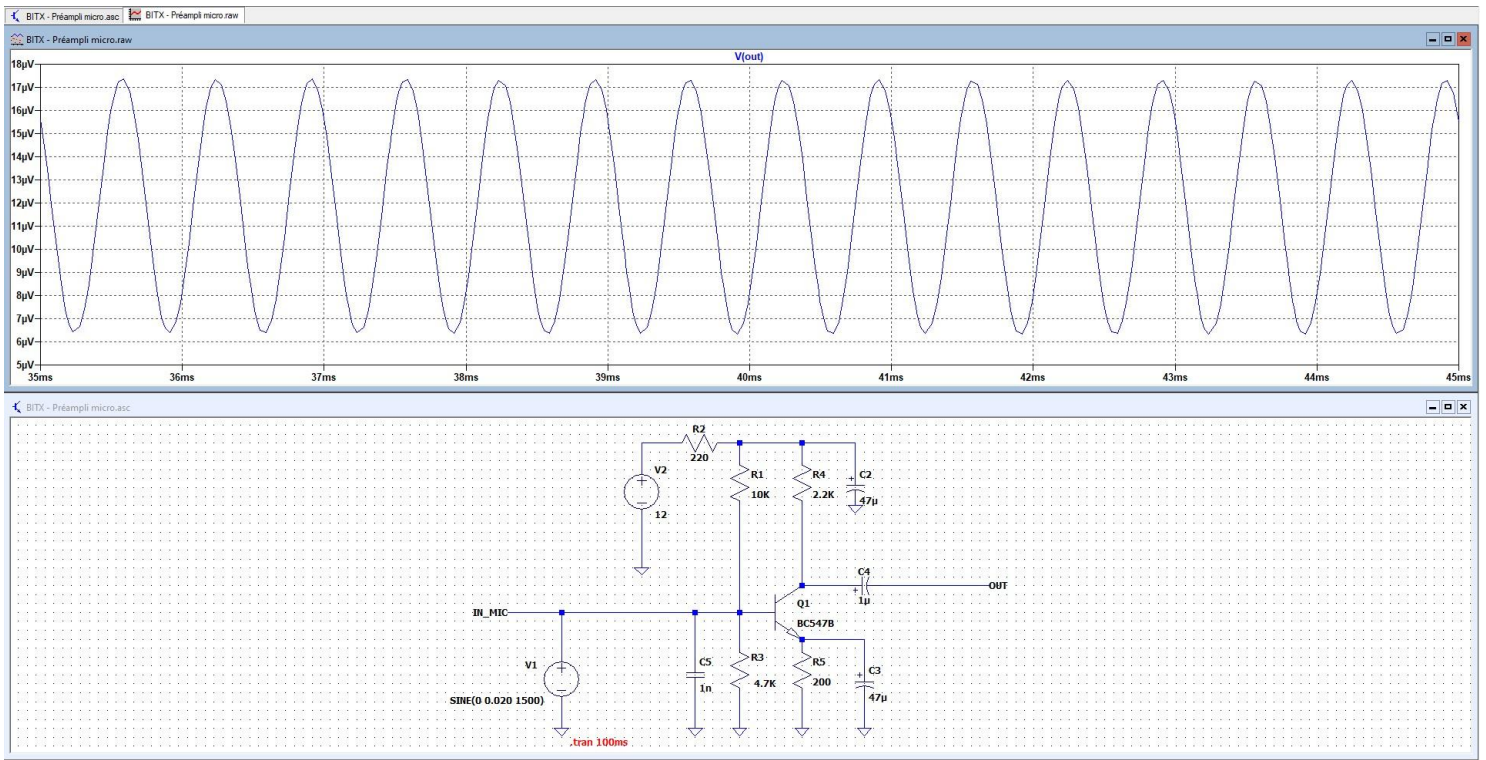 BITX - Préampli micro.asc
BITX - Préampli micro.raw
BITX - Préampli micro.raw
V(out)
18µV
17µV
16µV
15µV
14µV
13µV
12µV
11µV
10µV
9µV
8µV
7µV
6µV
5µV
35ms 36ms 37ms 38ms 39ms 40ms 41ms 42ms 43ms 44ms 45ms
BITX - Préampli micro.asc
R2
220
V2
12
R1
10K
R4
2.2K
C2
47µ
C4
1µ
OUT
IN_MIC
Q1
BC547B
V1
SINE(0 0.020 1500)
C5
1n
R3
4.7K
R5
200
C3
47µ
.tran 100ms